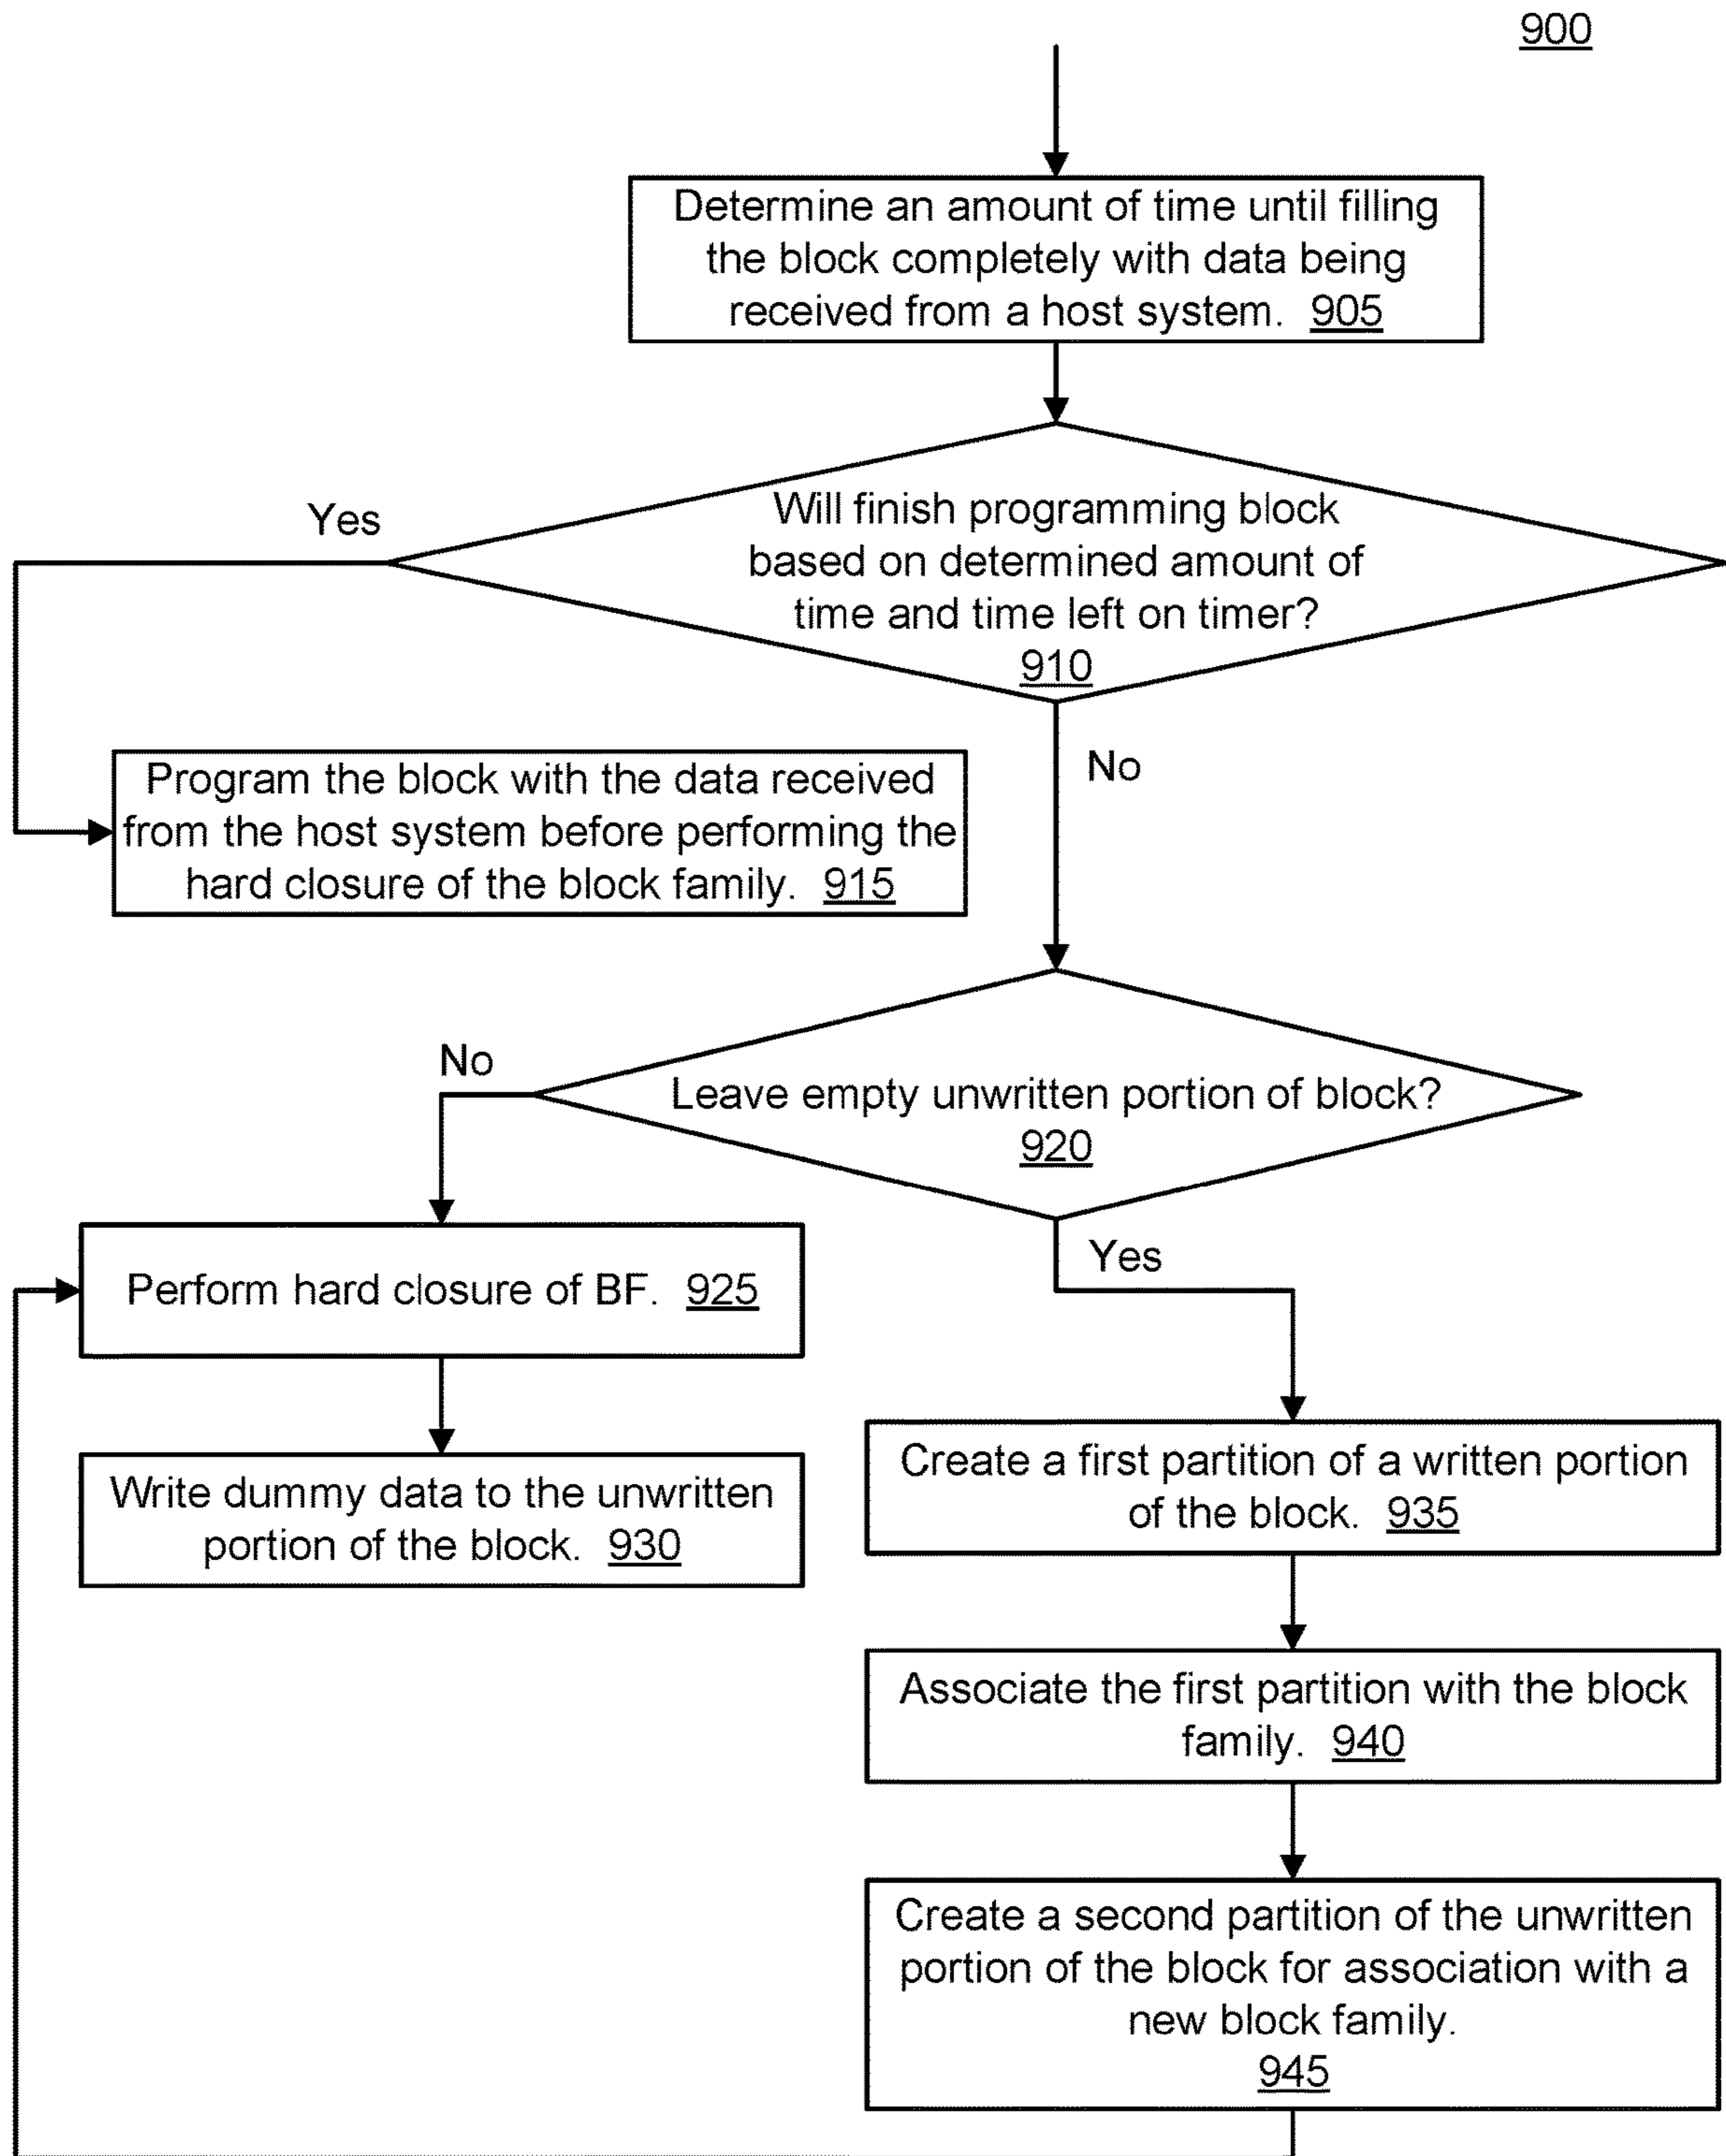 900
Determine an amount of time until filling
the block completely with data being
received from a host system. 905
Yes
Will finish programming block
based on determined amount of
time and time left on timer?
910
No
Program the block with the data received
from the host system before performing the
hard closure of the block family. 915
No
Leave empty unwritten portion of block?
920
Yes
Perform hard closure of BF. 925
Write dummy data to the unwritten
portion of the block. 930
Create a first partition of a written portion
of the block. 935
Associate the first partition with the block
family. 940
Create a second partition of the unwritten
portion of the block for association with a
new block family.
945